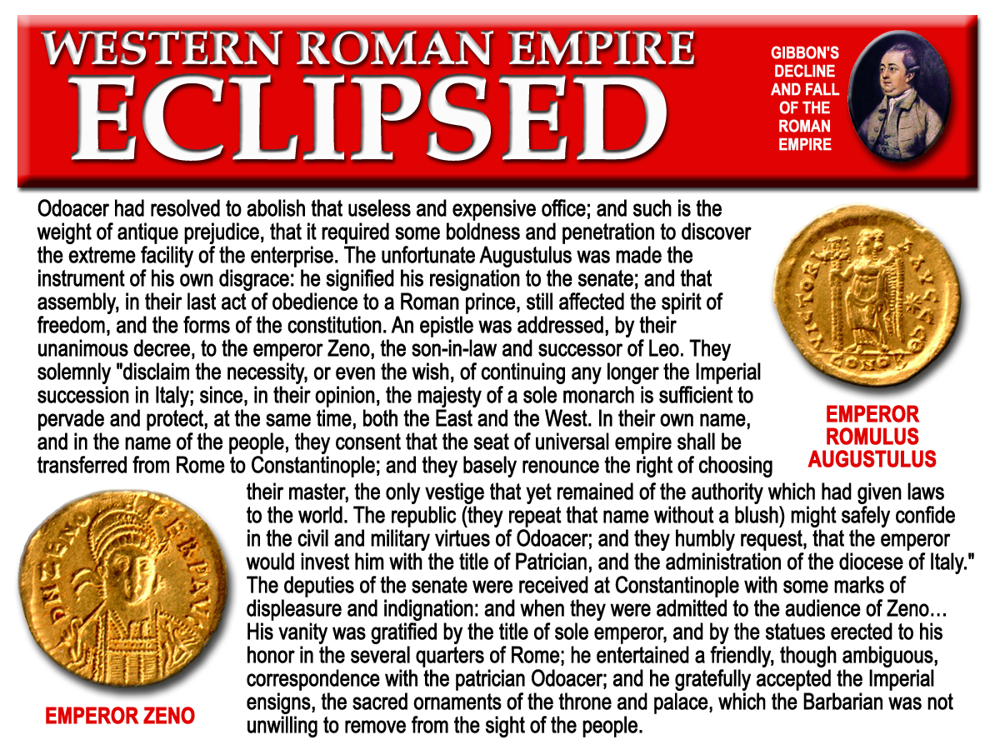 WESTERN ROMAN EMPIRE
ECLIPSED
GIBBON'S
DECLINE
AND FALL
OF THE
ROMAN
EMPIRE
Odoacer had resolved to abolish that useless and expensive office; and such is the
weight of antique prejudice, that it required some boldness and penetration to discover
the extreme facility of the enterprise. The unfortunate Augustulus was made the
instrument of his own disgrace: he signified his resignation to the senate; and that
assembly, in their last act of obedience to a Roman prince, still affected the spirit of
freedom, and the forms of the constitution. An epistle was addressed, by their
unanimous decree, to the emperor Zeno, the son-in-law and successor of Leo. They
solemnly "disclaim the necessity, or even the wish, of continuing any longer the Imperial
succession in Italy; since, in their opinion, the majesty of a sole monarch is sufficient to
pervade and protect, at the same time, both the East and the West. In their own name,
and in the name of the people, they consent that the seat of universal empire shall be
transferred from Rome to Constantinople; and they basely renounce the right of choosing
their master, the only vestige that yet remained of the authority which had given laws
to the world. The republic (they repeat that name without a blush) might safely confide
in the civil and military virtues of Odoacer; and they humbly request, that the emperor
would invest him with the title of Patrician, and the administration of the diocese of Italy."
The deputies of the senate were received at Constantinople with some marks of
displeasure and indignation: and when they were admitted to the audience of Zeno…
His vanity was gratified by the title of sole emperor, and by the statues erected to his
honor in the several quarters of Rome; he entertained a friendly, though ambiguous,
correspondence with the patrician Odoacer; and he gratefully accepted the Imperial
ensigns, the sacred ornaments of the throne and palace, which the Barbarian was not
unwilling to remove from the sight of the people.
VICTORI
CONOB
EMPEROR
ROMULUS
AUGUSTULUS
DN ZENO
PERP AVG
EMPEROR ZENO